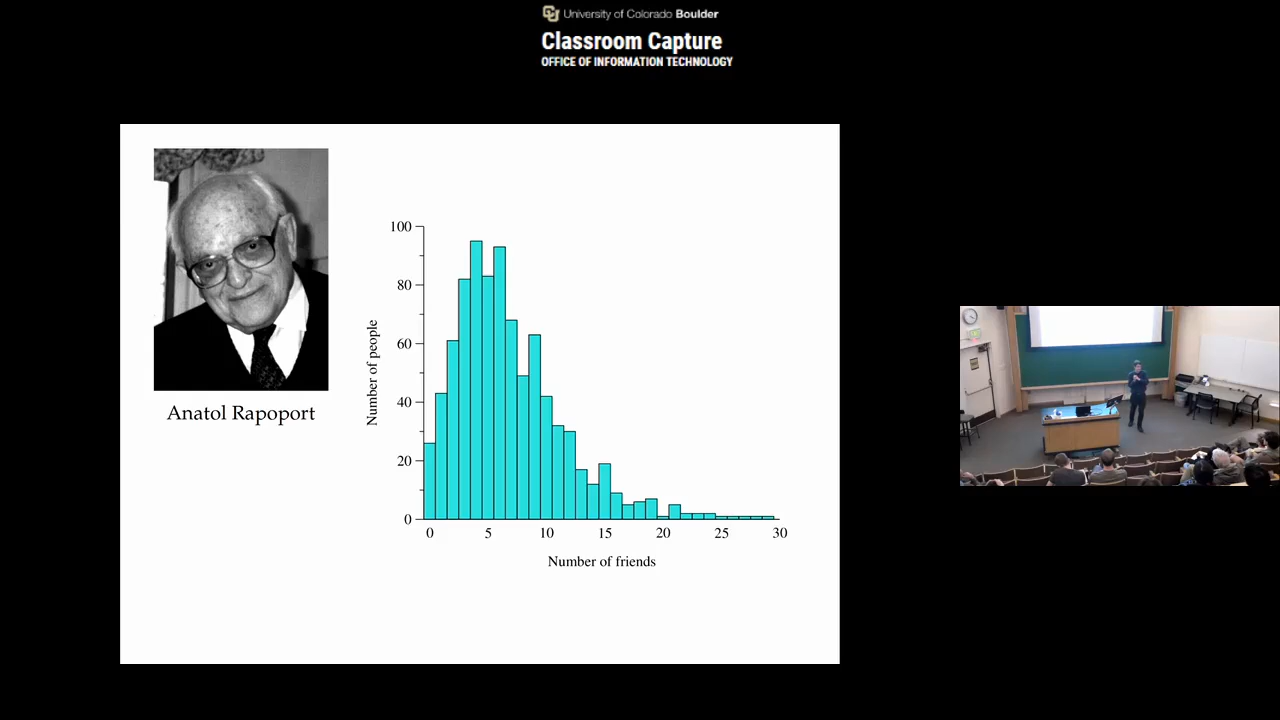 University of Colorado Boulder
Classroom Capture
OFFICE OF INFORMATION TECHNOLOGY
Anatol Rapoport
Number of people
100
80
60
40
20
0
0 5 10 15 20 25 30
Number of friends